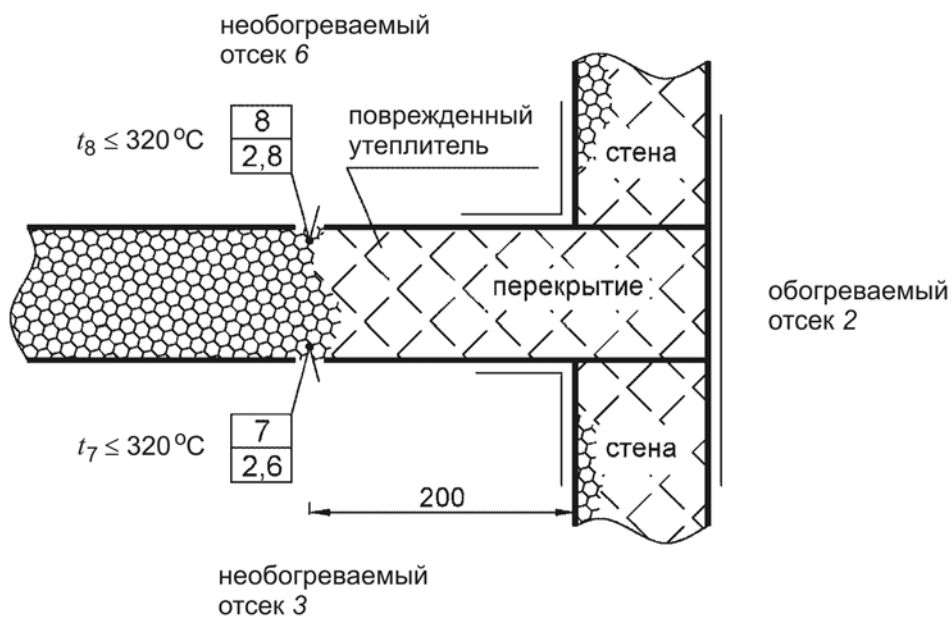 необогреваемый
отсек 6
t8 ≤ 320 °C
8
2,8
поврежденный
утеплитель
стена
перекрытие
обогреваемый
отсек 2
t7 ≤ 320 °C
7
2,6
стена
200
необогреваемый
отсек 3